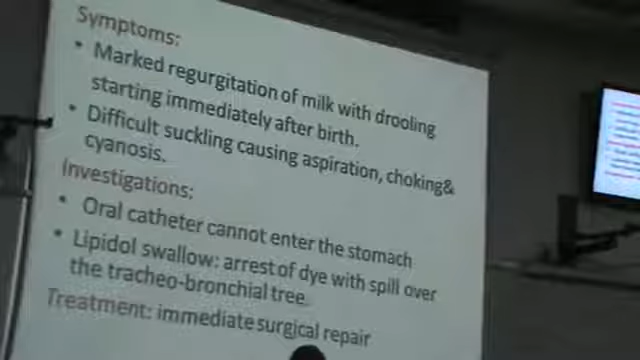 Symptoms:
• Marked regurgitation of milk with drooling
starting immediately after birth.
• Difficult suckling causing aspiration, choking&
cyanosis.
Investigations:
• Oral catheter cannot enter the stomach
• Lipidol swallow: arrest of dye with spill over
the tracheo-bronchial tree.
Treatment: immediate surgical repair